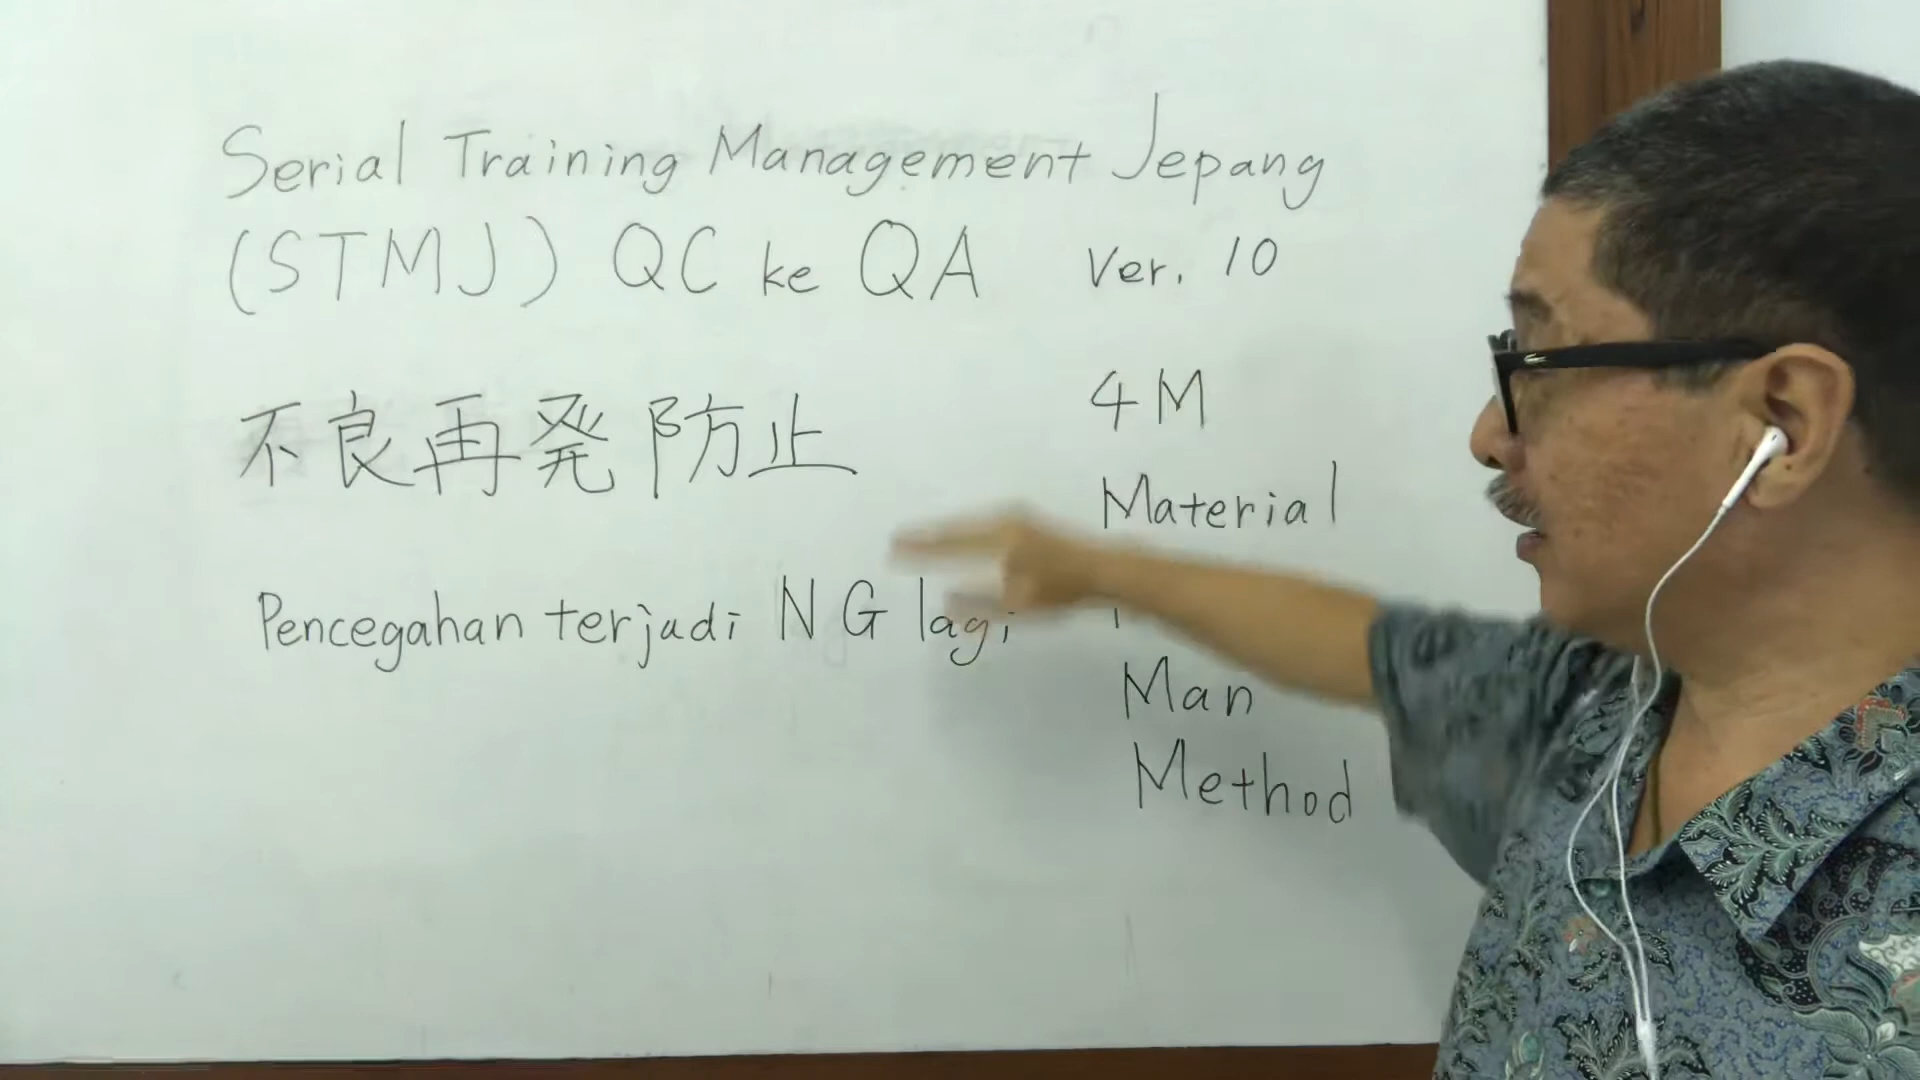 Serial Training Management Jepang
(STMJ) QC ke QA Ver. 10
不良再発防止
Pencegahan terjadi NG lagi
4M
Material
Man
Method